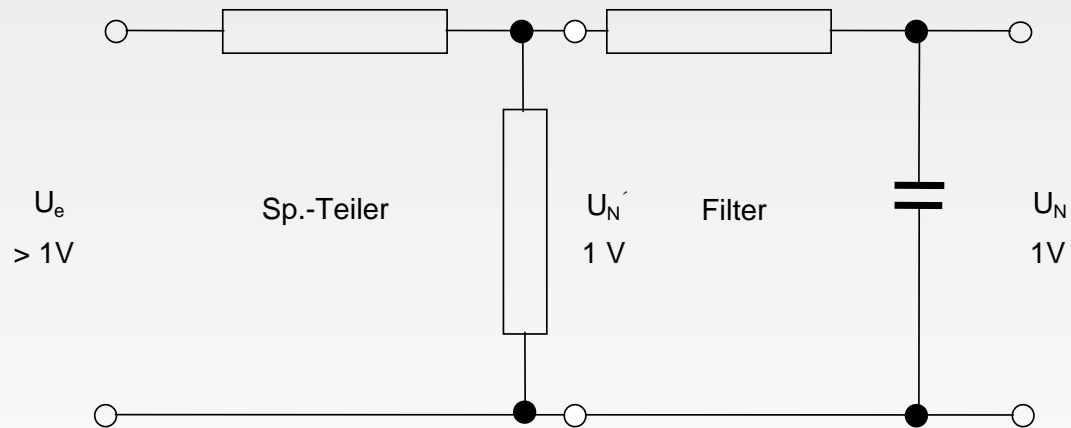 Uₑ
> 1V
Sp.-Teiler
U_N´
1 V
Filter
U_N
1V